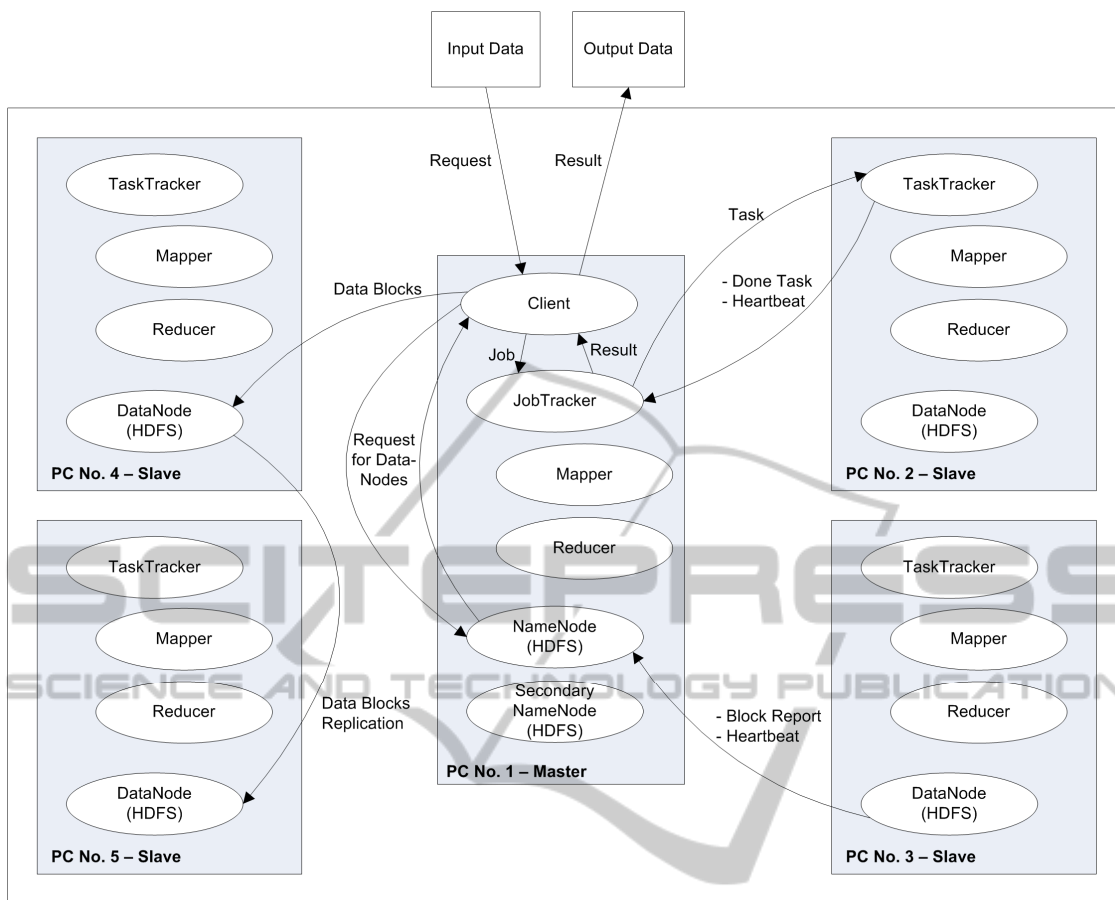 Input Data
Output Data
Request
Result
TaskTracker
Mapper
Reducer
DataNode
(HDFS)
PC No. 4 – Slave
Data Blocks
Client
Job
Result
JobTracker
Request
for Data-
Nodes
Mapper
Reducer
NameNode
(HDFS)
Secondary
NameNode
(HDFS)
PC No. 1 – Master
Task
- Done Task
- Heartbeat
TaskTracker
Mapper
Reducer
DataNode
(HDFS)
PC No. 2 – Slave
TaskTracker
Mapper
Reducer
DataNode
(HDFS)
PC No. 5 – Slave
Data Blocks
Replication
- Block Report
- Heartbeat
TaskTracker
Mapper
Reducer
DataNode
(HDFS)
PC No. 3 – Slave
SCITEPRESS
SCIENCE AND TECHNOLOGY PUBLICATION